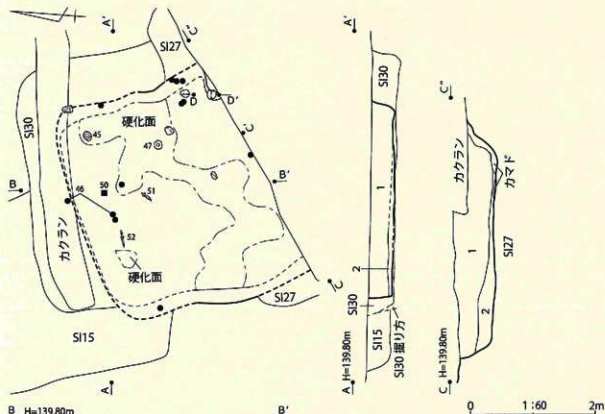 A'
SI27
C'
SI30
D
D'
硬化面
45
47
C'
B
B'
46
50
51
52
カクラン
硬化面
SI27
C
SI15
A
B H=139.80m
B'
A'
SI30
1
2
SI30
SI15
SI30 掘り方
A H=139.80m
C"
カクラン
カマド
1
SI27
2
C H=139.80m
0 1:60 2m